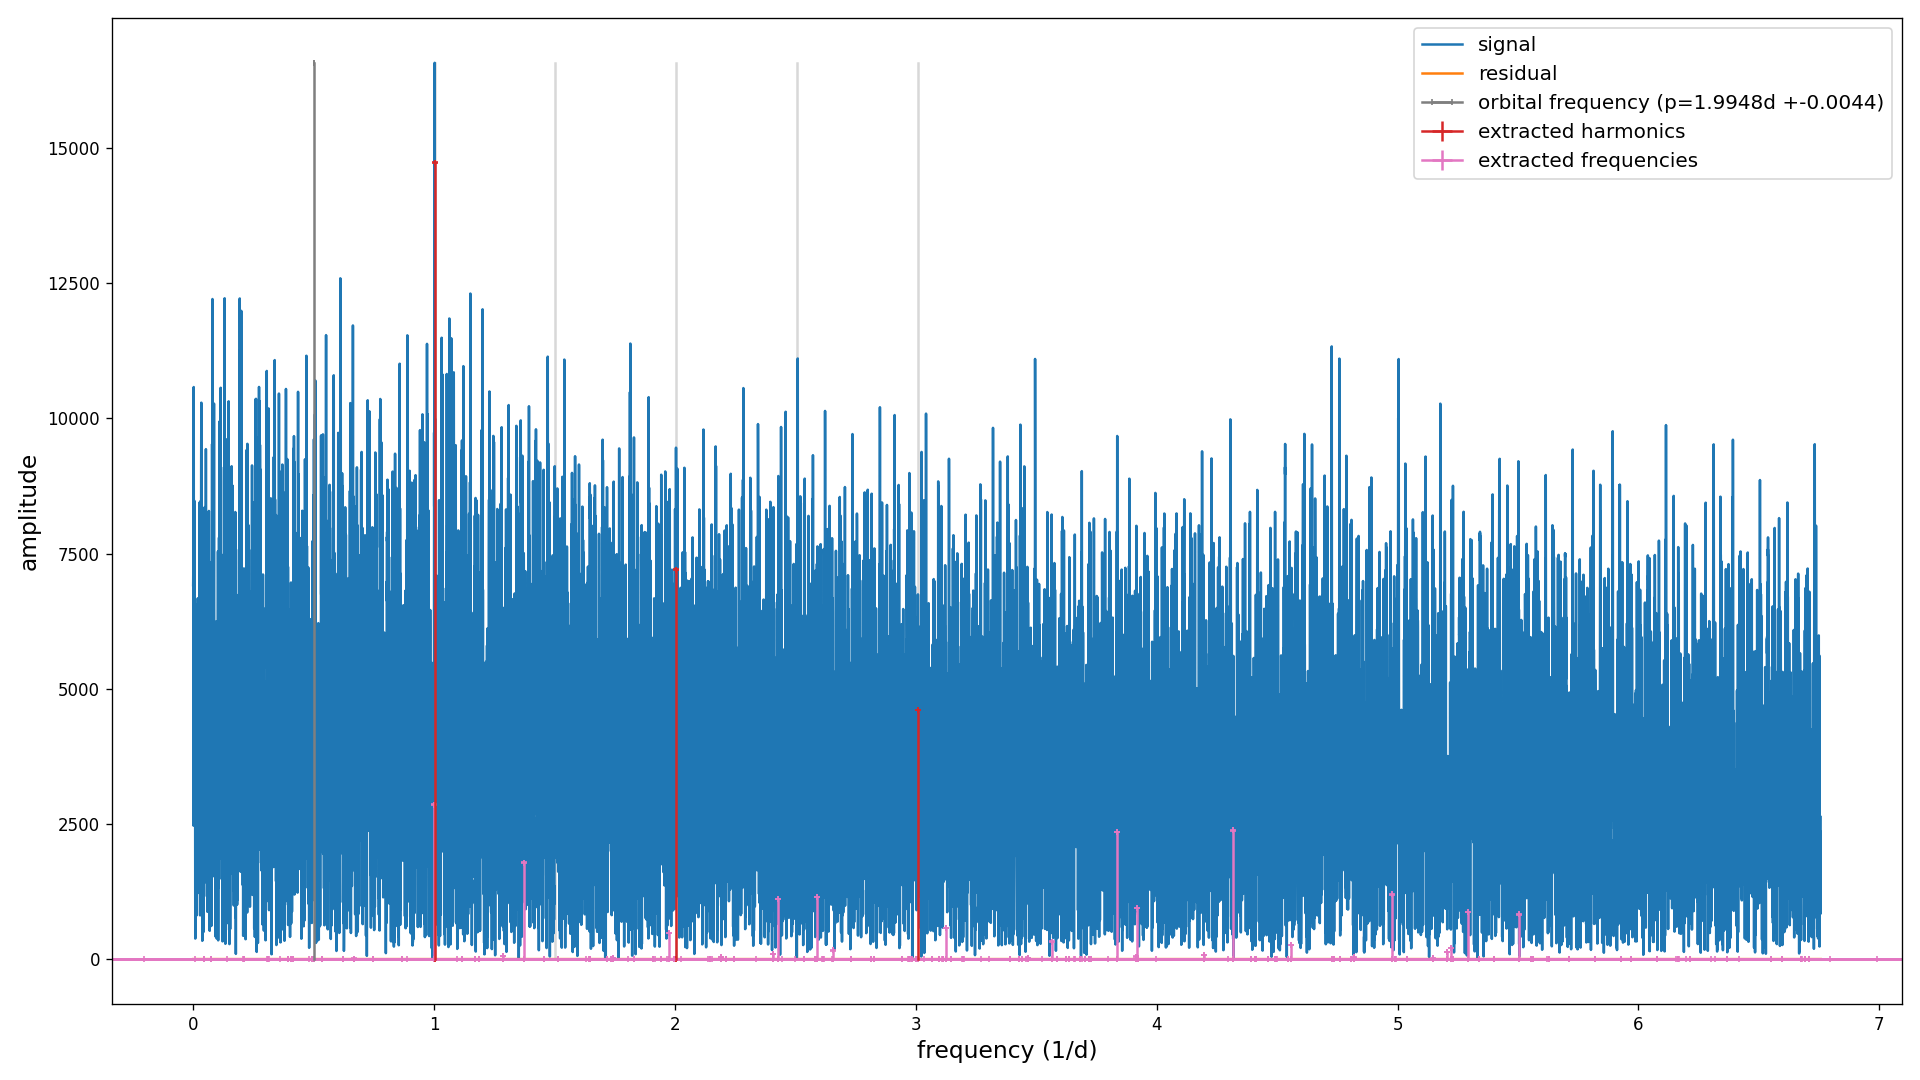 signal
residual
orbital frequency (p=1.9948d +-0.0044)
extracted harmonics
extracted frequencies
15000
12500
10000
7500
5000
2500
0
amplitude
0 1 2 3 4 5 6 7
frequency (1/d)